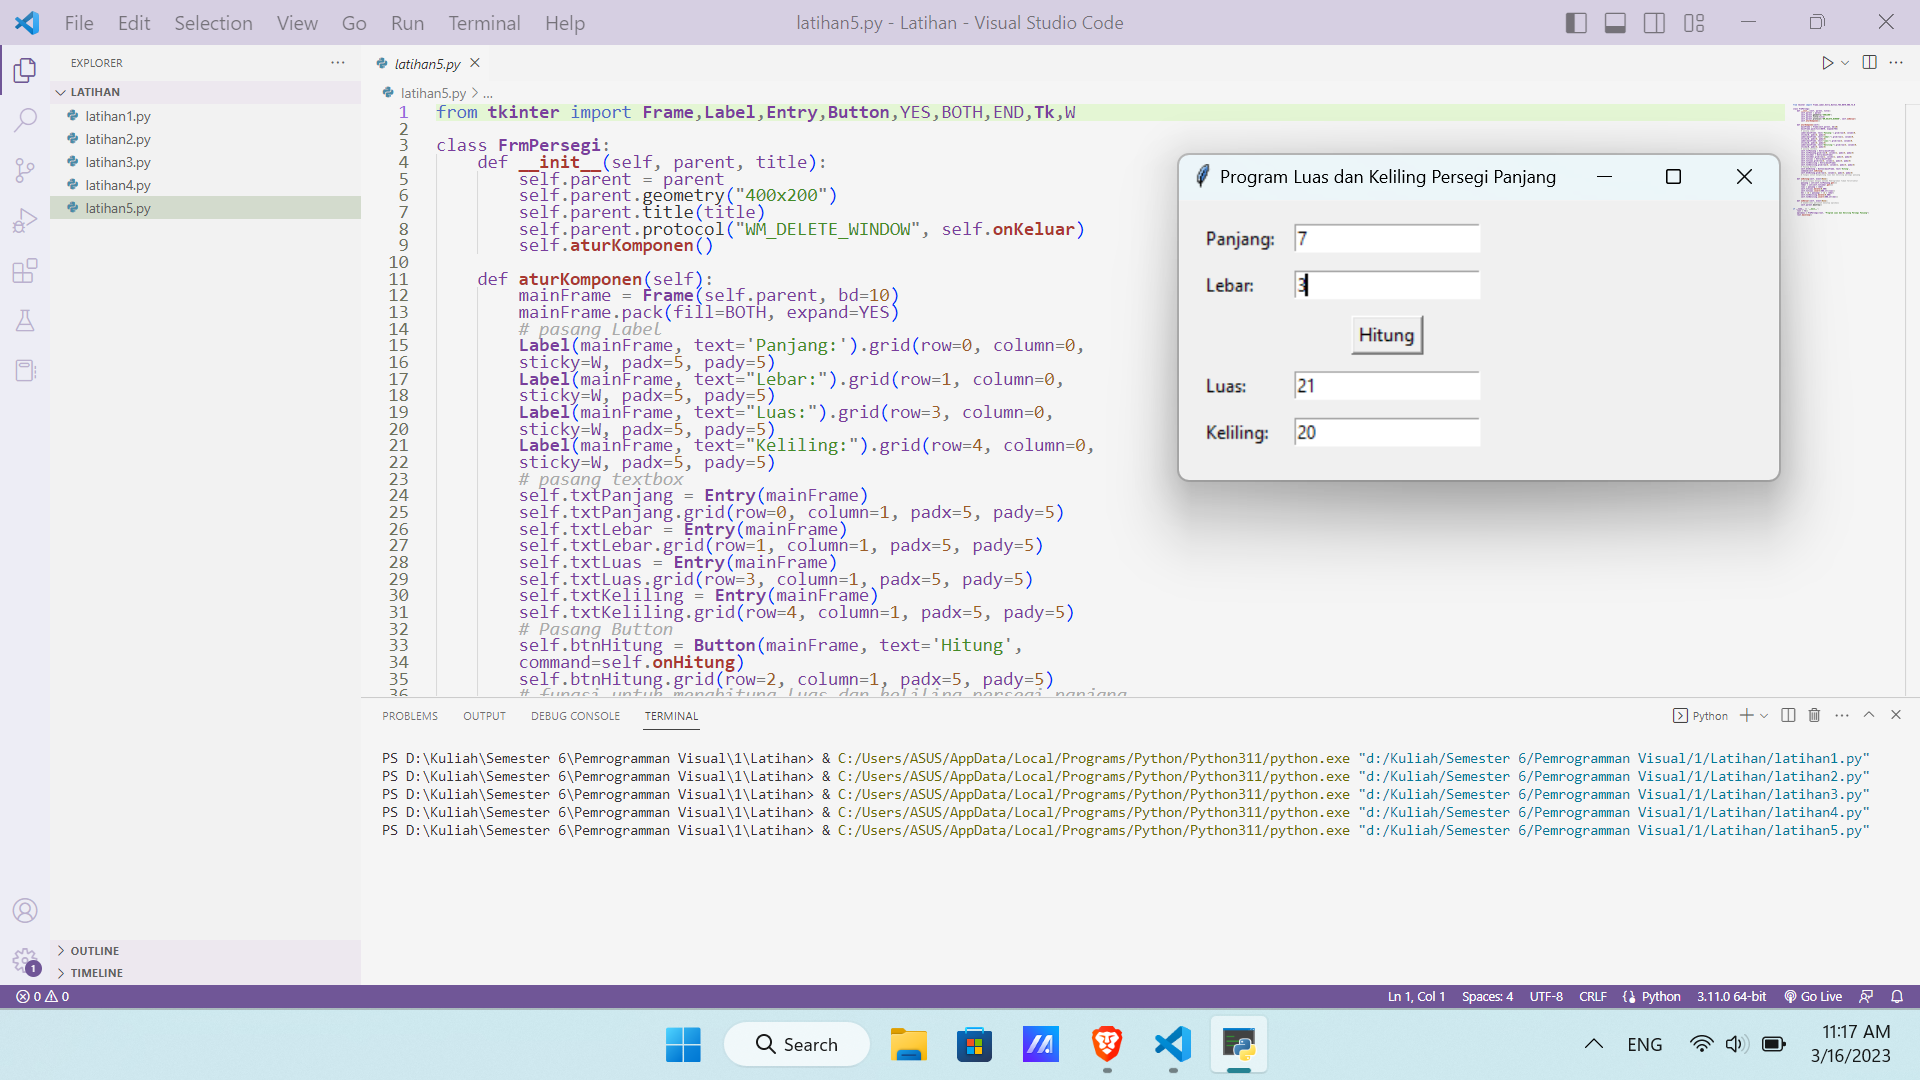 File Edit Selection View Go Run Terminal Help
latihan5.py - Latihan - Visual Studio Code
EXPLORER
LATIHAN
latihan1.py
latihan2.py
latihan3.py
latihan4.py
latihan5.py
OUTLINE
TIMELINE
latihan5.py
latihan5.py > ...
1 from tkinter import Frame,Label,Entry,Button,YES,BOTH,END,Tk,W
2
3 class FrmPersegi:
4 def __init__(self, parent, title):
5 self.parent = parent
6 self.parent.geometry("400x200")
7 self.parent.title(title)
8 self.parent.protocol("WM_DELETE_WINDOW", self.onKeluar)
9 self.aturKomponen()
10
11 def aturKomponen(self):
12 mainFrame = Frame(self.parent, bd=10)
13 mainFrame.pack(fill=BOTH, expand=YES)
14 # pasang Label
15 Label(mainFrame, text='Panjang:').grid(row=0, column=0,
16 sticky=W, padx=5, pady=5)
17 Label(mainFrame, text="Lebar:").grid(row=1, column=0,
18 sticky=W, padx=5, pady=5)
19 Label(mainFrame, text="Luas:").grid(row=3, column=0,
20 sticky=W, padx=5, pady=5)
21 Label(mainFrame, text="Keliling:").grid(row=4, column=0,
22 sticky=W, padx=5, pady=5)
23 # pasang textbox
24 self.txtPanjang = Entry(mainFrame)
25 self.txtPanjang.grid(row=0, column=1, padx=5, pady=5)
26 self.txtLebar = Entry(mainFrame)
27 self.txtLebar.grid(row=1, column=1, padx=5, pady=5)
28 self.txtLuas = Entry(mainFrame)
29 self.txtLuas.grid(row=3, column=1, padx=5, pady=5)
30 self.txtKeliling = Entry(mainFrame)
31 self.txtKeliling.grid(row=4, column=1, padx=5, pady=5)
32 # Pasang Button
33 self.btnHitung = Button(mainFrame, text='Hitung',
34 command=self.onHitung)
35 self.btnHitung.grid(row=2, column=1, padx=5, pady=5)
36 # fungsi untuk menghitung luas dan keliling persegi panjang
Program Luas dan Keliling Persegi Panjang
Panjang: 7
Lebar: 3
Hitung
Luas: 21
Keliling: 20
PROBLEMS OUTPUT DEBUG CONSOLE TERMINAL
Python
PS D:\Kuliah\Semester 6\Pemrogramman Visual\1\Latihan> & C:/Users/ASUS/AppData/Local/Programs/Python/Python311/python.exe "d:/Kuliah/Semester 6/Pemrogramman Visual/1/Latihan/latihan1.py"
PS D:\Kuliah\Semester 6\Pemrogramman Visual\1\Latihan> & C:/Users/ASUS/AppData/Local/Programs/Python/Python311/python.exe "d:/Kuliah/Semester 6/Pemrogramman Visual/1/Latihan/latihan2.py"
PS D:\Kuliah\Semester 6\Pemrogramman Visual\1\Latihan> & C:/Users/ASUS/AppData/Local/Programs/Python/Python311/python.exe "d:/Kuliah/Semester 6/Pemrogramman Visual/1/Latihan/latihan3.py"
PS D:\Kuliah\Semester 6\Pemrogramman Visual\1\Latihan> & C:/Users/ASUS/AppData/Local/Programs/Python/Python311/python.exe "d:/Kuliah/Semester 6/Pemrogramman Visual/1/Latihan/latihan4.py"
PS D:\Kuliah\Semester 6\Pemrogramman Visual\1\Latihan> & C:/Users/ASUS/AppData/Local/Programs/Python/Python311/python.exe "d:/Kuliah/Semester 6/Pemrogramman Visual/1/Latihan/latihan5.py"
1
0 0
Ln 1, Col 1 Spaces: 4 UTF-8 CRLF Python 3.11.0 64-bit Go Live
Search
ENG
11:17 AM
3/16/2023